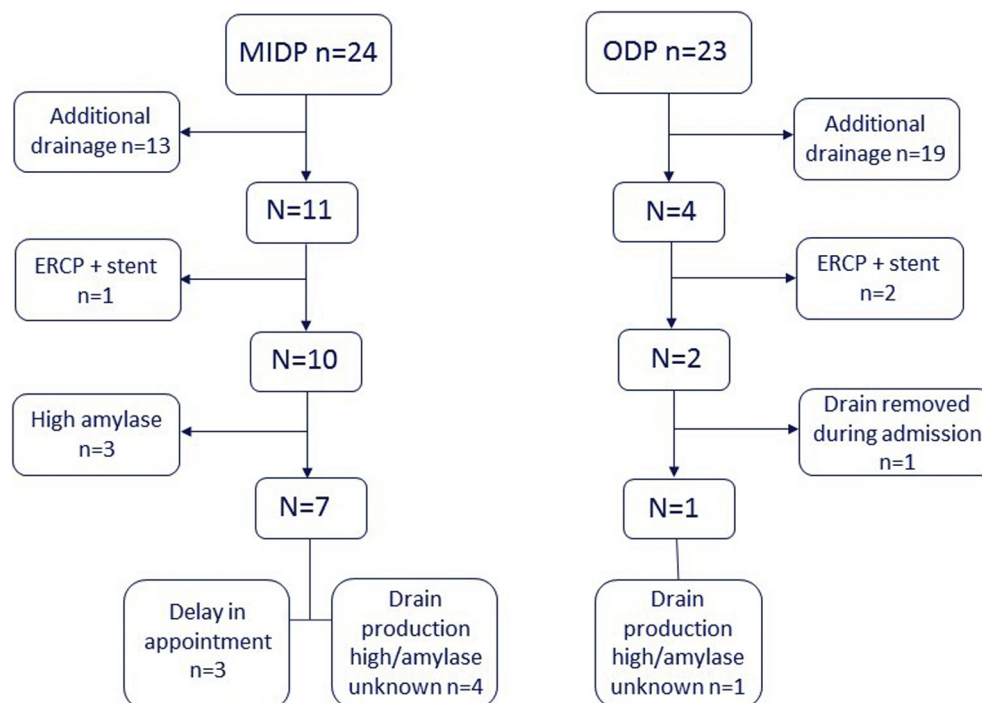 MIDP n=24
Additional
drainage n=13
N=11
ERCP + stent
n=1
N=10
High amylase
n=3
N=7
Delay in
appointment
n=3
Drain
production
high/amylase
unknown n=4
ODP n=23
Additional
drainage n=19
N=4
ERCP + stent
n=2
N=2
Drain removed
during admission
n=1
N=1
Drain
production
high/amylase
unknown n=1